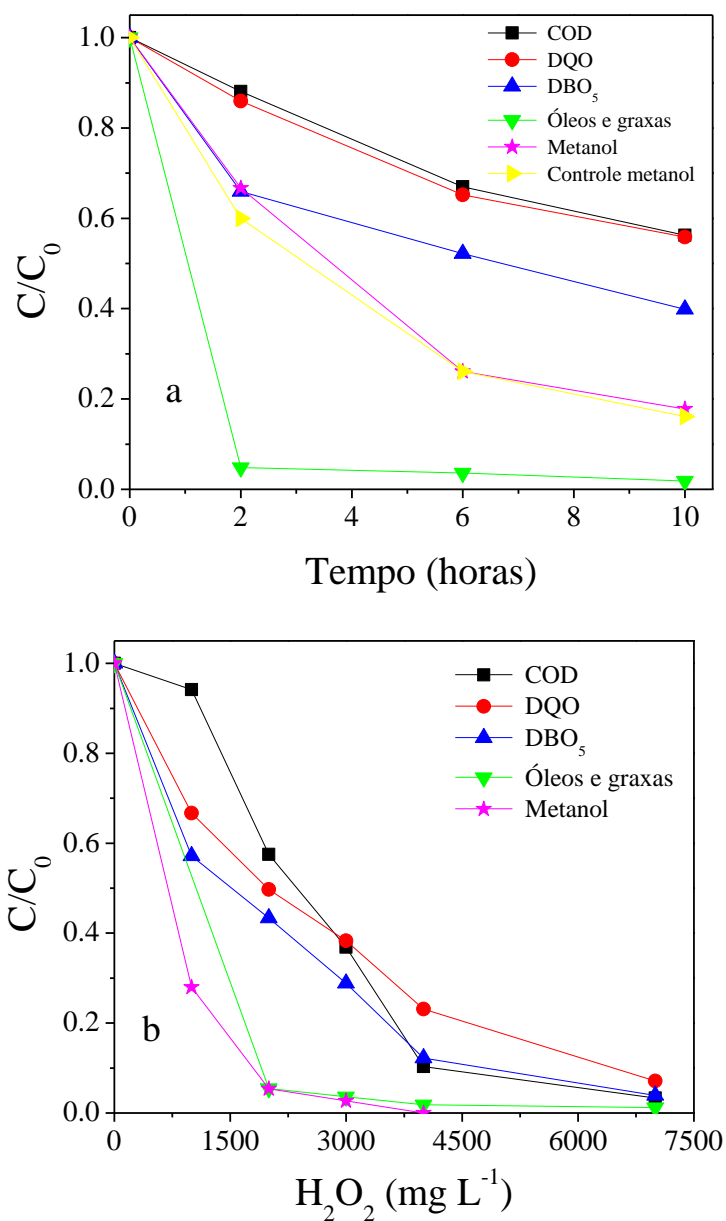 1.0
0.8
0.6
0.4
0.2
0.0
C/C₀
COD
DQO
DBO₅
Óleos e graxas
Metanol
Controle metanol
a
0 2 4 6 8 10
Tempo (horas)
1.0
0.8
0.6
0.4
0.2
0.0
C/C₀
COD
DQO
DBO₅
Óleos e graxas
Metanol
b
0 1500 3000 4500 6000 7500
H₂O₂ (mg L⁻¹)